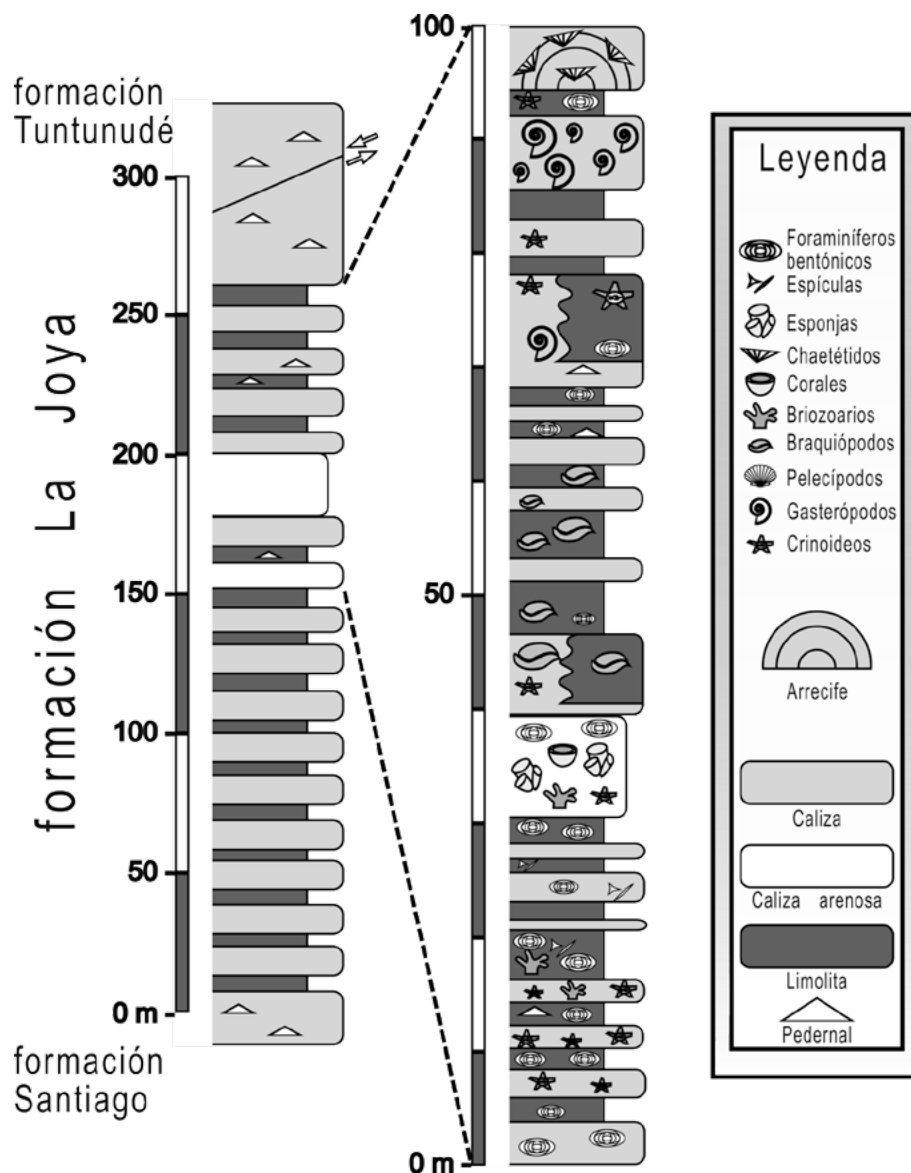 formación
Tuntunudé
300
250
200
150
100
50
0 m
formación La Joya
formación
Santiago
100
50
0 m
Leyenda
Foraminíferos
bentónicos
Espículas
Esponjas
Chaetétidos
Corales
Briozoarios
Braquiópodos
Pelecípodos
Gasterópodos
Crinoideos
Arrecife
Caliza
Caliza arenosa
Limolita
Pedernal